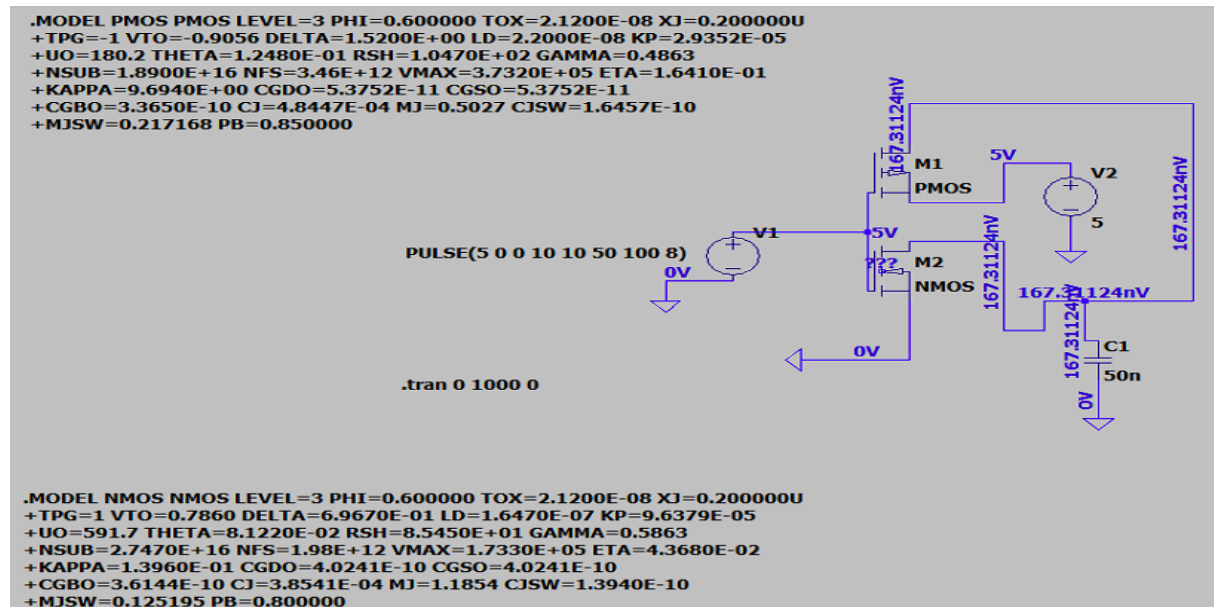 .MODEL PMOS PMOS LEVEL=3 PHI=0.600000 TOX=2.1200E-08 XJ=0.200000U
+TPG=-1 VTO=-0.9056 DELTA=1.5200E+00 LD=2.2000E-08 KP=2.9352E-05
+UO=180.2 THETA=1.2480E-01 RSH=1.0470E+02 GAMMA=0.4863
+NSUB=1.8900E+16 NFS=3.46E+12 VMAX=3.7320E+05 ETA=1.6410E-01
+KAPPA=9.6940E+00 CGDO=5.3752E-11 CGSO=5.3752E-11
+CGBO=3.3650E-10 CJ=4.8447E-04 MJ=0.5027 CJSW=1.6457E-10
+MJSW=0.217168 PB=0.850000
167.31124nV
M1
PMOS
5V
V2
5
167.31124nV
V1
5V
PULSE(5 0 0 10 10 50 100 8)
0V
???
M2
NMOS
167.31124nV
167.31124nV
167.31124nV
C1
50n
0V
0V
.tran 0 1000 0
.MODEL NMOS NMOS LEVEL=3 PHI=0.600000 TOX=2.1200E-08 XJ=0.200000U
+TPG=1 VTO=0.7860 DELTA=6.9670E-01 LD=1.6470E-07 KP=9.6379E-05
+UO=591.7 THETA=8.1220E-02 RSH=8.5450E+01 GAMMA=0.5863
+NSUB=2.7470E+16 NFS=1.98E+12 VMAX=1.7330E+05 ETA=4.3680E-02
+KAPPA=1.3960E-01 CGDO=4.0241E-10 CGSO=4.0241E-10
+CGBO=3.6144E-10 CJ=3.8541E-04 MJ=1.1854 CJSW=1.3940E-10
+MJSW=0.125195 PB=0.800000